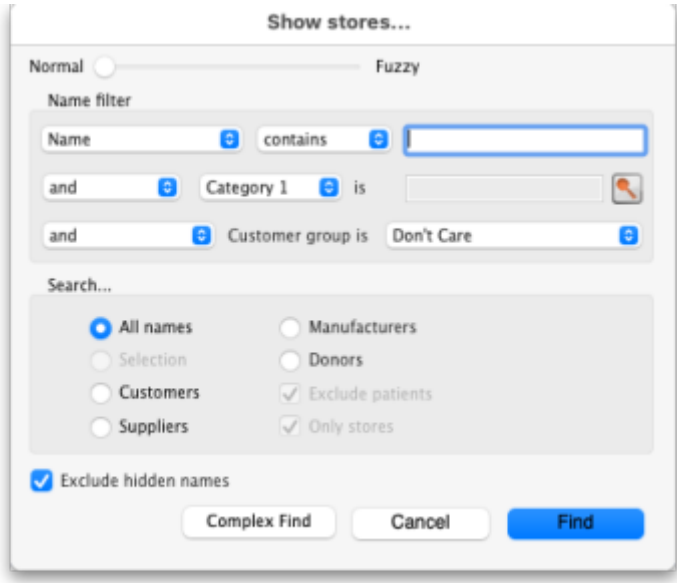 Show stores...
Normal Fuzzy
Name filter
Name contains
and Category 1 is
and Customer group is Don't Care
Search...
All names Manufacturers
Selection Donors
Customers Exclude patients
Suppliers Only stores
Exclude hidden names
Complex Find Cancel Find